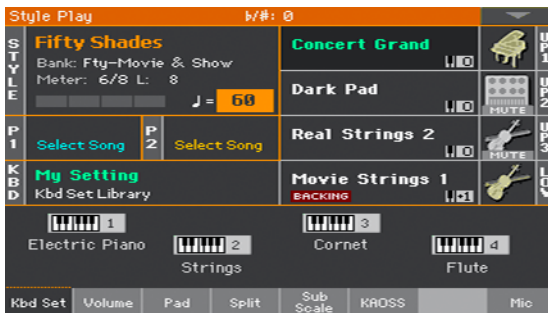 Style Play ♭/#: 0
STYLE
Fifty Shades
Bank: Fty-Movie & Show
Meter: 6/8 L: 8
♩ = 60
P1 Select Song P2 Select Song
KBD
My Setting
Kbd Set Library
Concert Grand
UP1
Dark Pad
MUTE
UP2
Real Strings 2
MUTE
UP3
Movie Strings 1
BACKING
LOW
1
Electric Piano
2
Strings
3
Cornet
4
Flute
Kbd Set Volume Pad Split Sub Scale KAOSS Mic